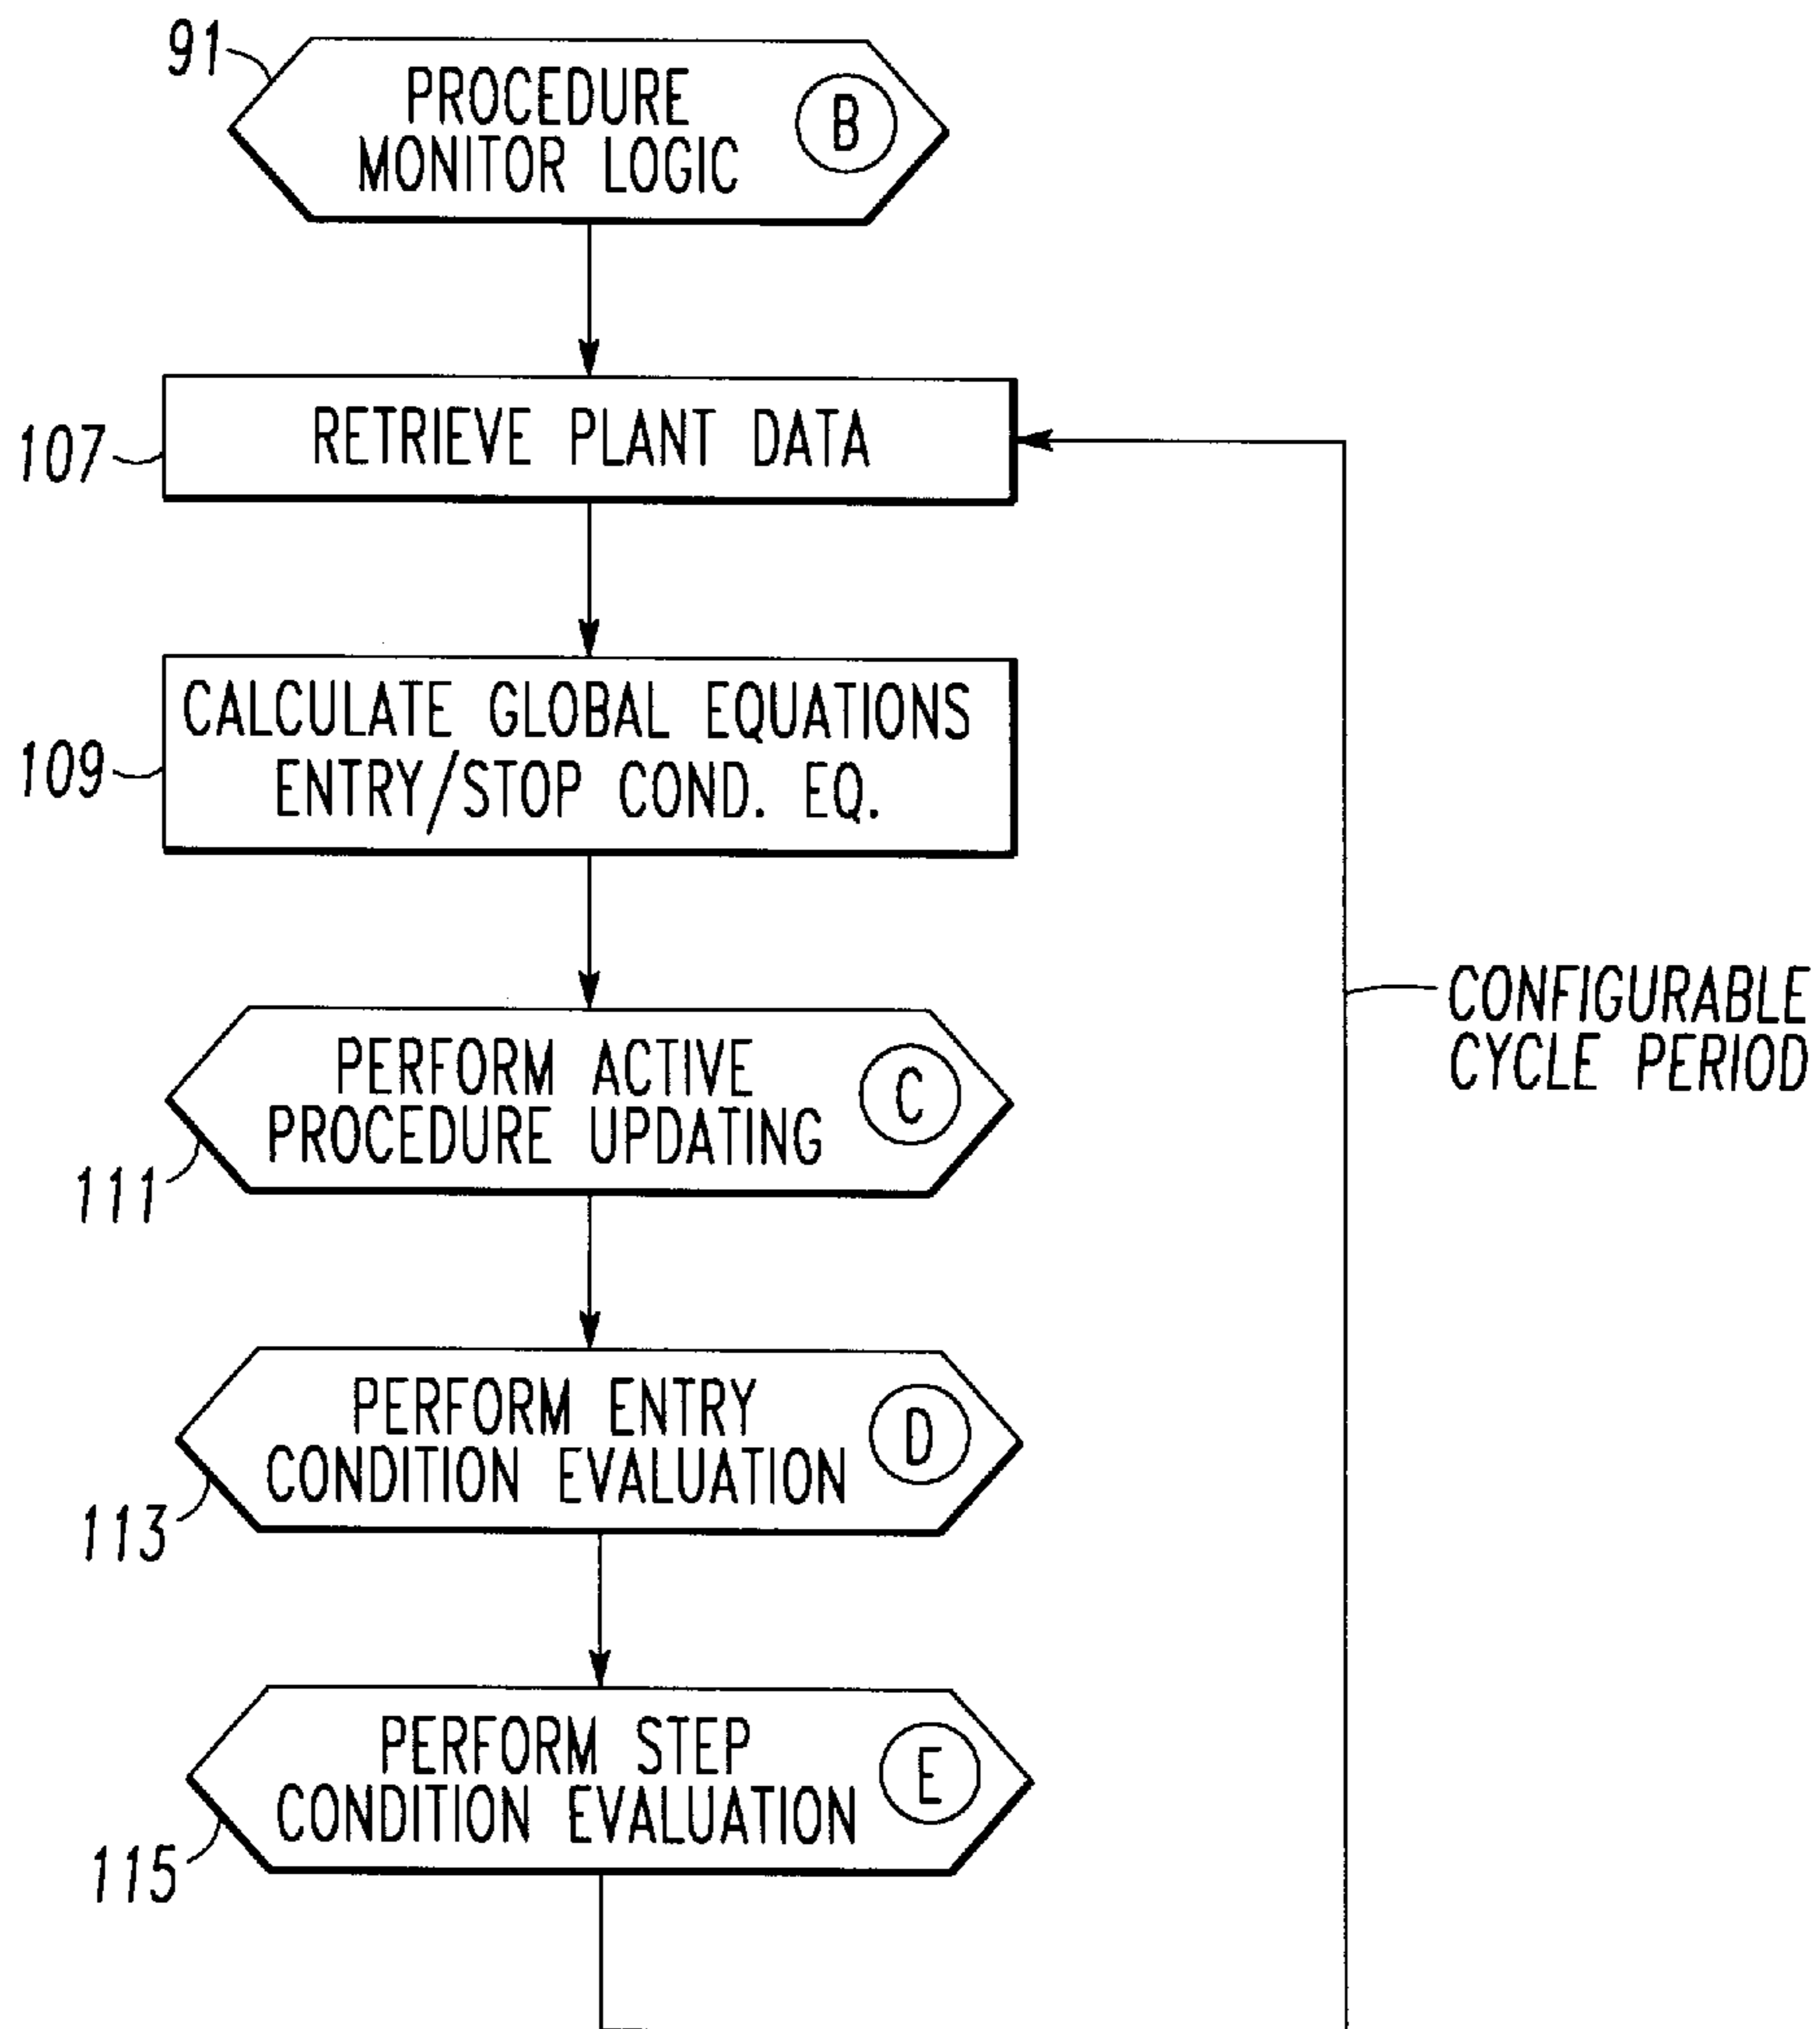 91
PROCEDURE
MONITOR LOGIC
B
107
RETRIEVE PLANT DATA
109
CALCULATE GLOBAL EQUATIONS
ENTRY/STOP COND. EQ.
CONFIGURABLE
CYCLE PERIOD
111
PERFORM ACTIVE
PROCEDURE UPDATING
C
113
PERFORM ENTRY
CONDITION EVALUATION
D
115
PERFORM STEP
CONDITION EVALUATION
E